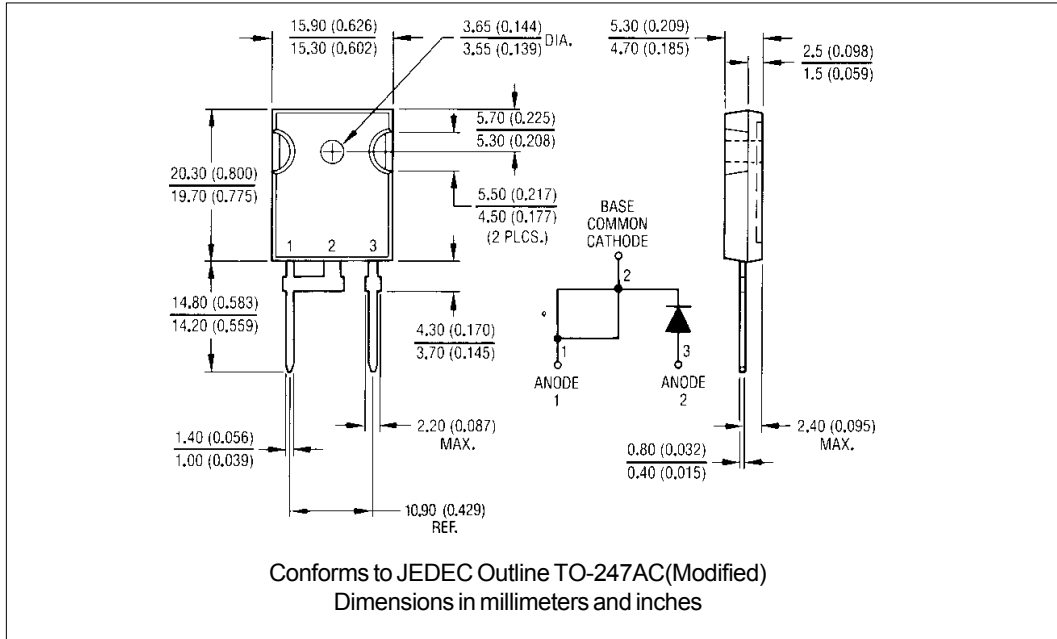 15.90 (0.626)
15.30 (0.602)
3.65 (0.144)
3.55 (0.139)
DIA.
5.30 (0.209)
4.70 (0.185)
2.5 (0.098)
1.5 (0.059)
5.70 (0.225)
5.30 (0.208)
20.30 (0.800)
19.70 (0.775)
5.50 (0.217)
4.50 (0.177)
(2 PLCS.)
BASE
COMMON
CATHODE
1 2 3
2
14.80 (0.583)
14.20 (0.559)
4.30 (0.170)
3.70 (0.145)
1
3
ANODE
1
ANODE
2
1.40 (0.056)
1.00 (0.039)
2.20 (0.087)
MAX.
0.80 (0.032)
0.40 (0.015)
2.40 (0.095)
MAX.
10.90 (0.429)
REF.
Conforms to JEDEC Outline TO-247AC(Modified)
Dimensions in millimeters and inches